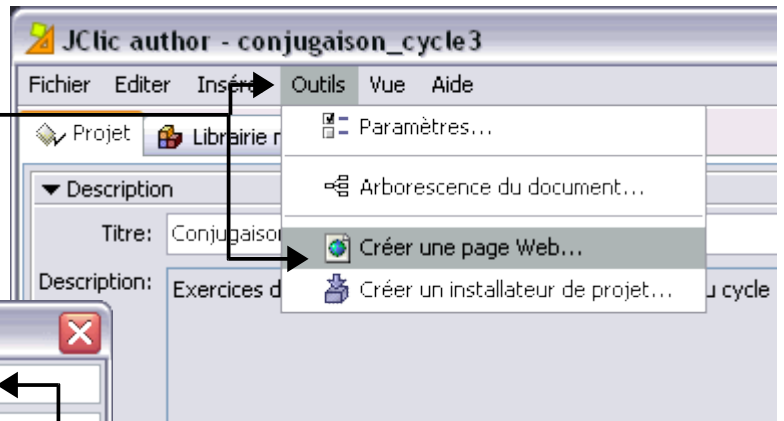 JClic author - conjugaison_cycle3
Fichier Editer Insére Outils Vue Aide
Projet Librairie Paramètres...
Description Arborescence du document...
Titre: Conjugaison Créer une page Web...
Description: Exercices d Créer un installateur de projet... u cycle